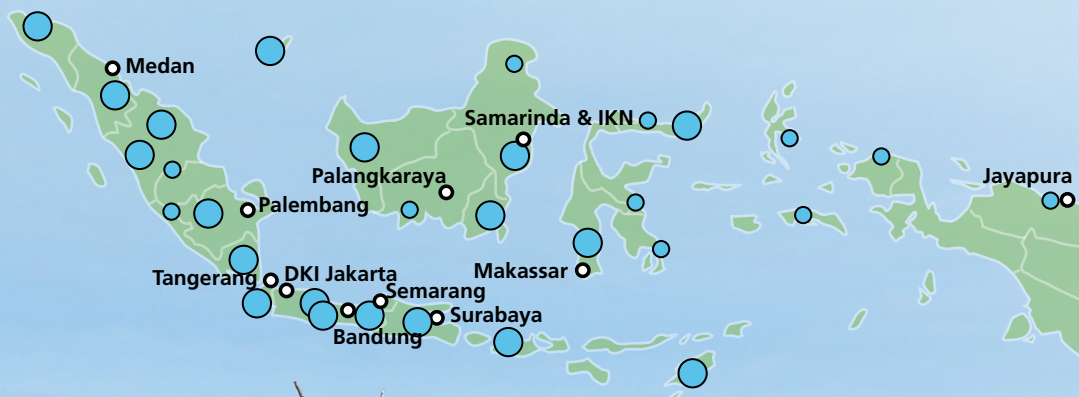 Medan
Samarinda & IKN
Palangkaraya
Jayapura
Palembang
Makassar
Tangerang
DKI Jakarta
Semarang
Surabaya
Bandung